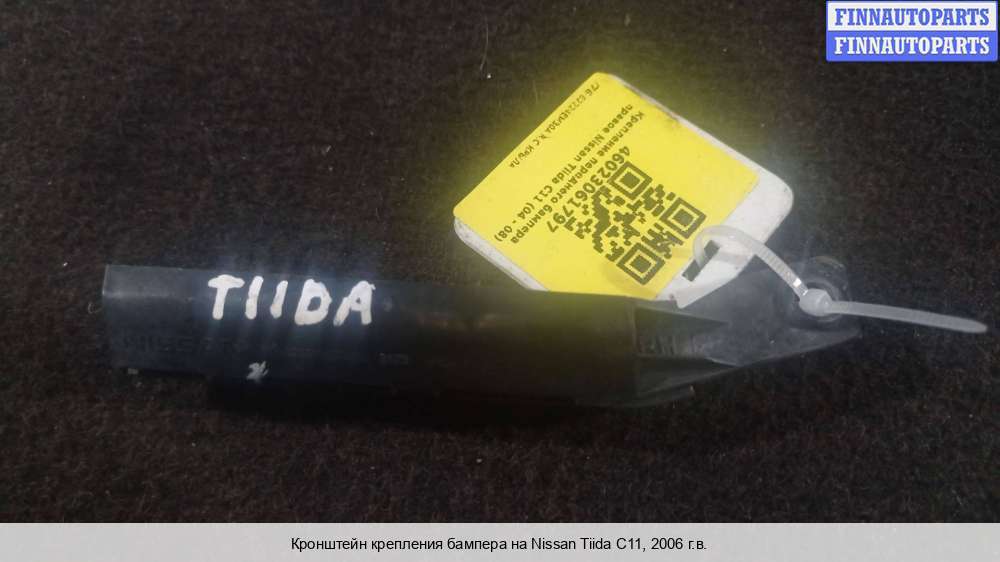 FINNAUTOPARTS
FINNAUTOPARTS
46023061797
Крепление переднего бампера
правое Nissan Tiida C11 (04 - 08)
TIIDA
Кронштейн крепления бампера на Nissan Tiida C11, 2006 г.в.